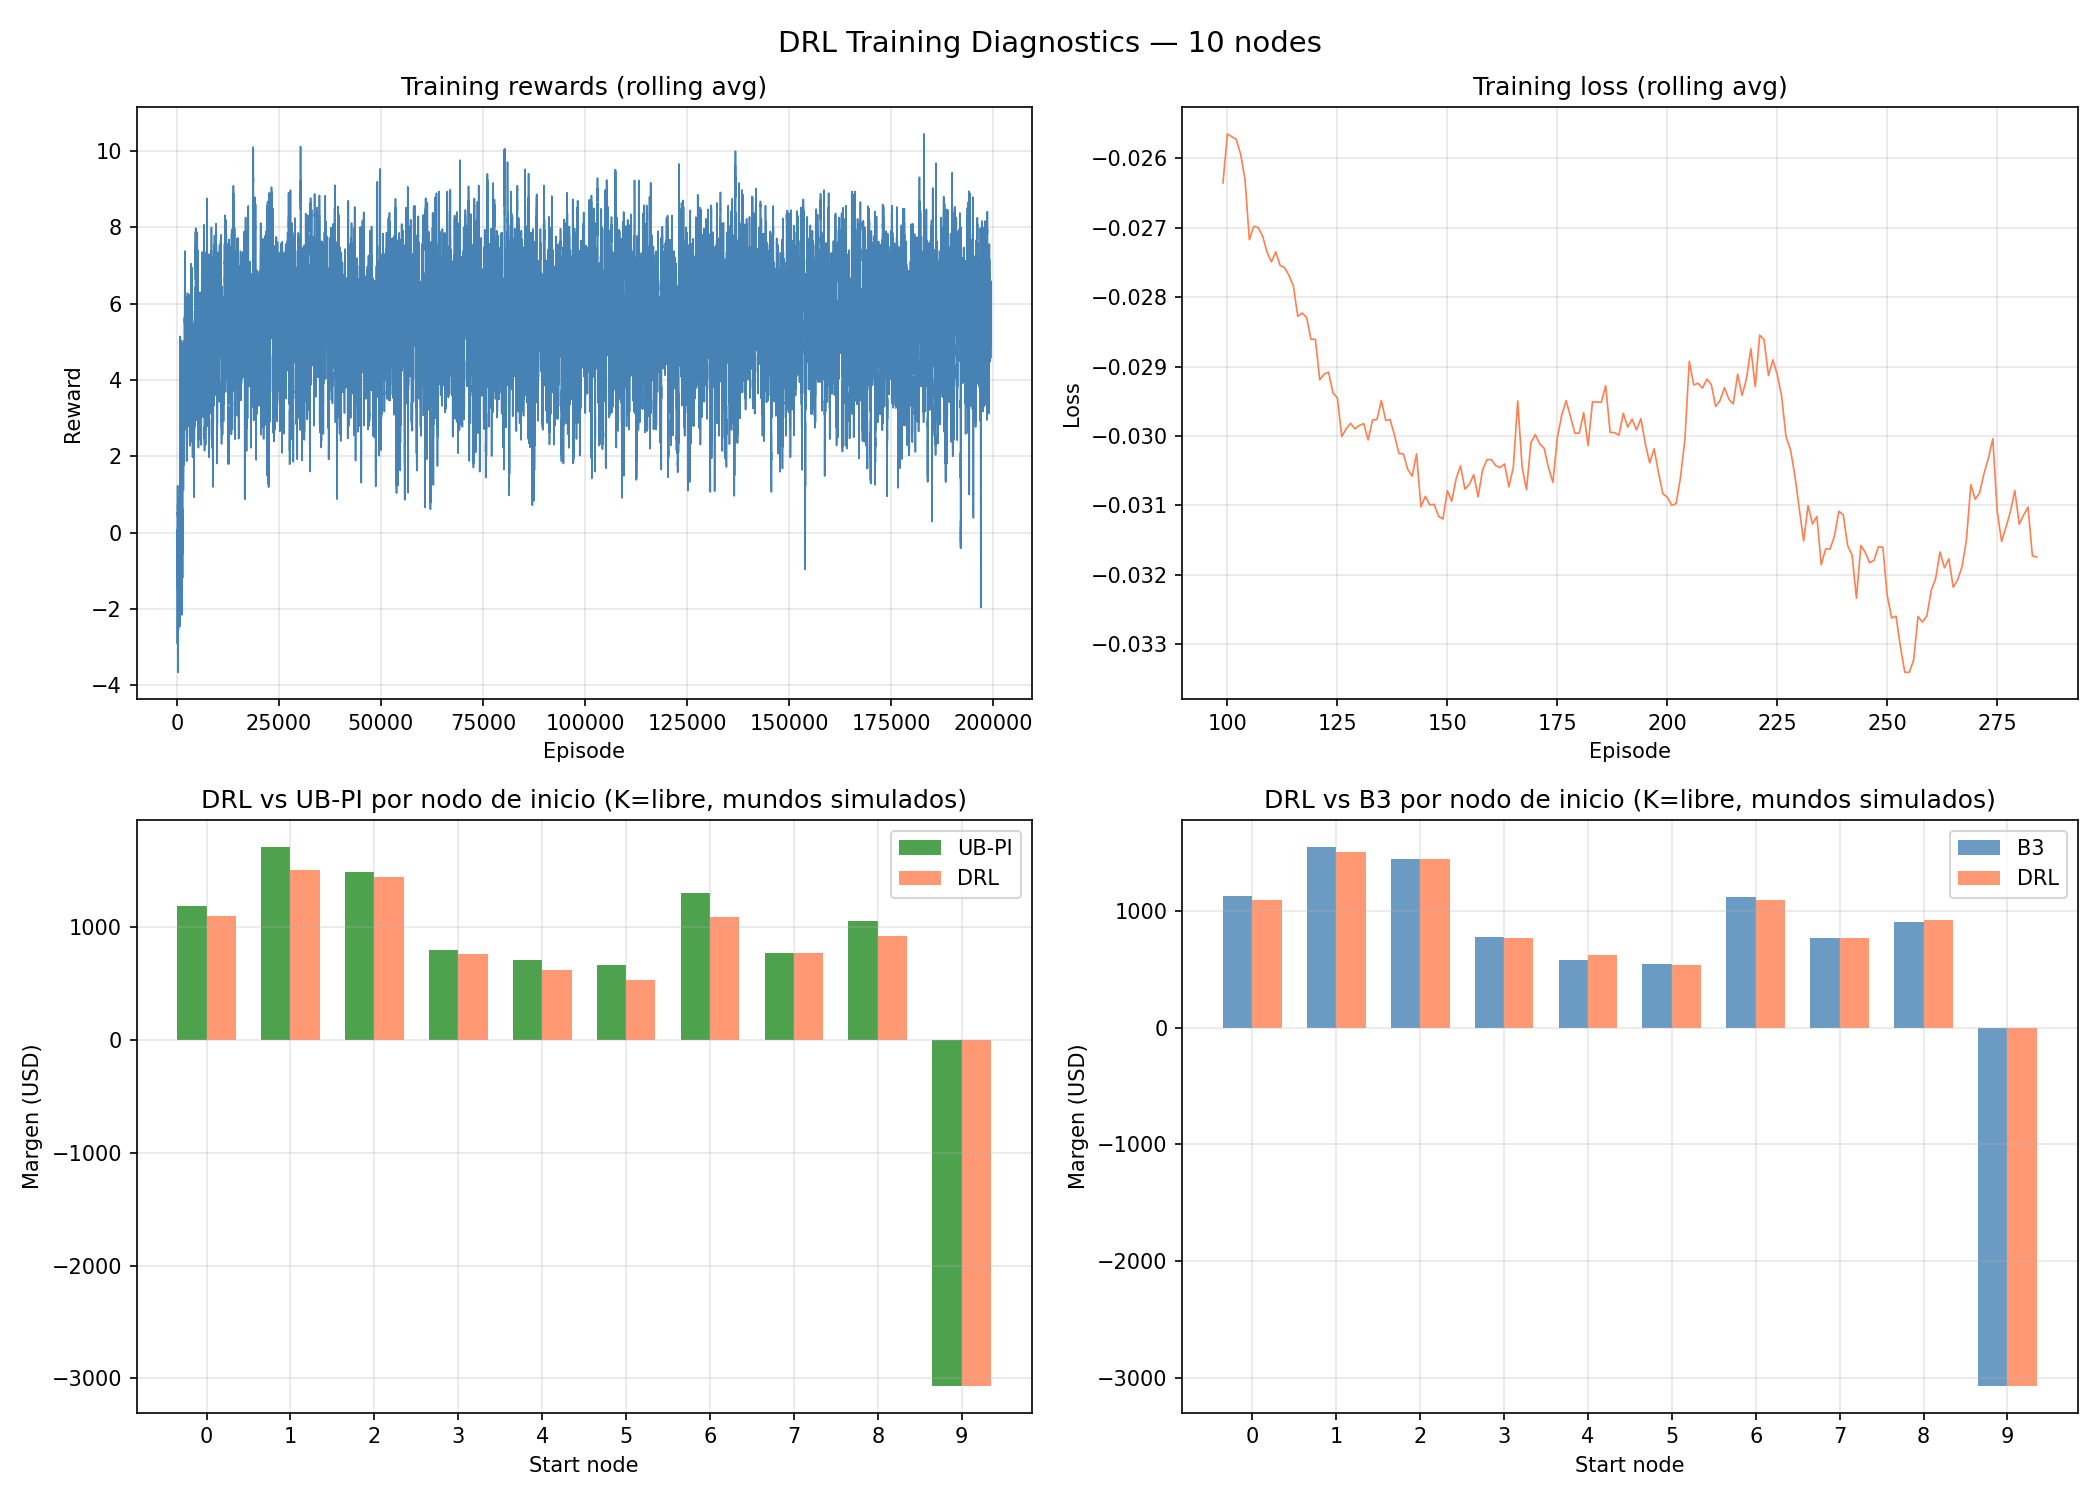 DRL Training Diagnostics — 10 nodes
Training rewards (rolling avg)
10
8
6
4
2
0
−2
−4
Reward
0 25000 50000 75000 100000 125000 150000 175000 200000
Episode
Training loss (rolling avg)
−0.026
−0.027
−0.028
−0.029
−0.030
−0.031
−0.032
−0.033
Loss
100 125 150 175 200 225 250 275
Episode
DRL vs UB-PI por nodo de inicio (K=libre, mundos simulados)
UB-PI
DRL
1000
0
−1000
−2000
−3000
Margen (USD)
0 1 2 3 4 5 6 7 8 9
Start node
DRL vs B3 por nodo de inicio (K=libre, mundos simulados)
B3
DRL
1000
0
−1000
−2000
−3000
Margen (USD)
0 1 2 3 4 5 6 7 8 9
Start node